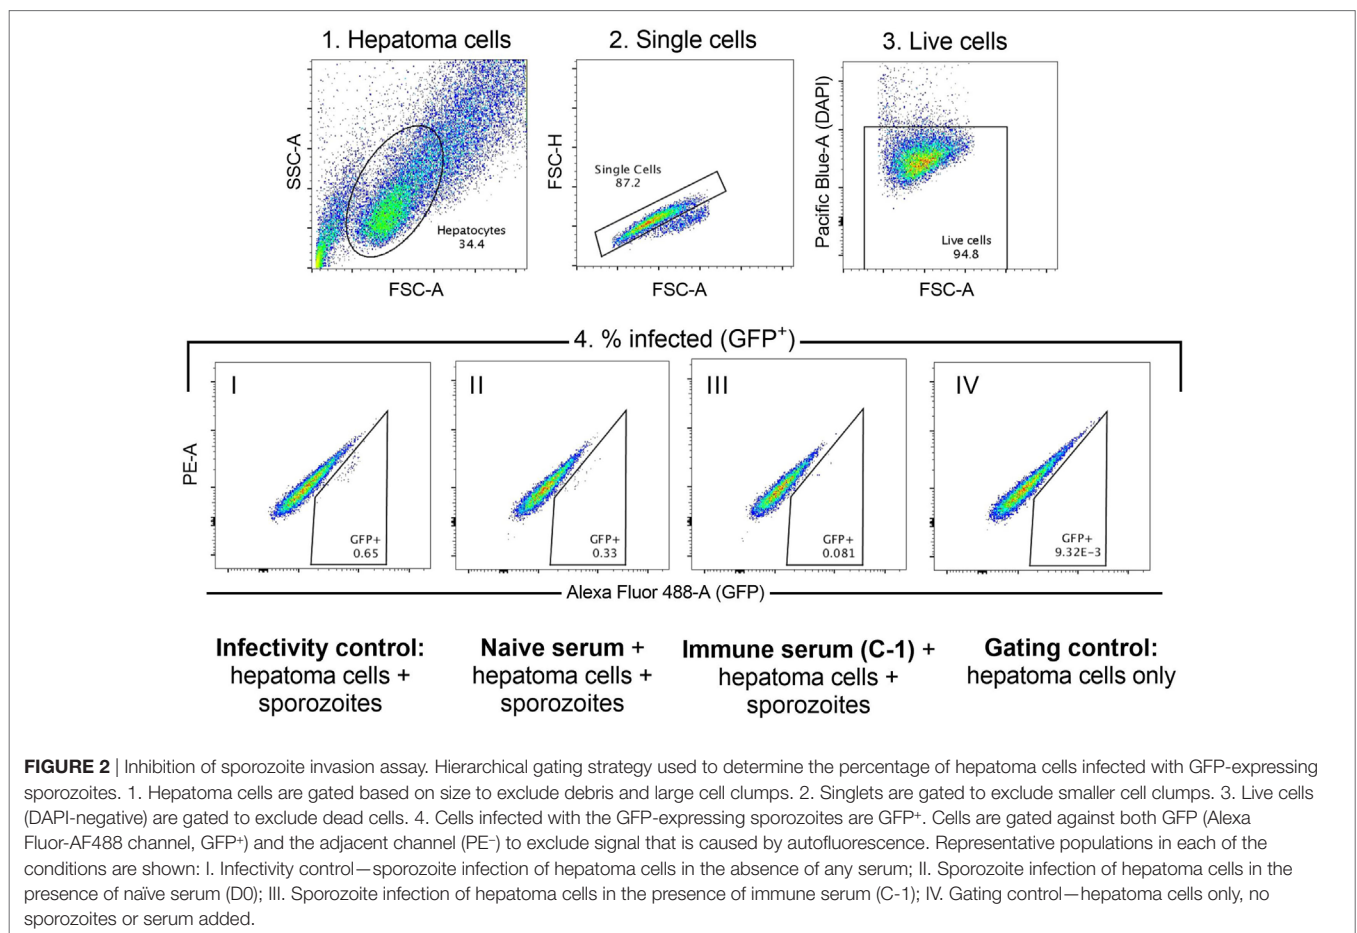 1. Hepatoma cells
2. Single cells
3. Live cells
SSC-A
Hepatocytes
34.4
FSC-A
FSC-H
Single Cells
87.2
FSC-A
Pacific Blue-A (DAPI)
Live cells
94.8
FSC-A
4. % infected (GFP⁺)
PE-A
I
GFP+
0.65
II
GFP+
0.33
III
GFP+
0.081
IV
GFP+
9.32E-3
Alexa Fluor 488-A (GFP)
Infectivity control:
hepatoma cells +
sporozoites
Naive serum +
hepatoma cells +
sporozoites
Immune serum (C-1) +
hepatoma cells +
sporozoites
Gating control:
hepatoma cells only
FIGURE 2 | Inhibition of sporozoite invasion assay. Hierarchical gating strategy used to determine the percentage of hepatoma cells infected with GFP-expressing
sporozoites. 1. Hepatoma cells are gated based on size to exclude debris and large cell clumps. 2. Singlets are gated to exclude smaller cell clumps. 3. Live cells
(DAPI-negative) are gated to exclude dead cells. 4. Cells infected with the GFP-expressing sporozoites are GFP⁺. Cells are gated against both GFP (Alexa
Fluor-AF488 channel, GFP⁺) and the adjacent channel (PE⁻) to exclude signal that is caused by autofluorescence. Representative populations in each of the
conditions are shown: I. Infectivity control—sporozoite infection of hepatoma cells in the absence of any serum; II. Sporozoite infection of hepatoma cells in the
presence of naïve serum (D0); III. Sporozoite infection of hepatoma cells in the presence of immune serum (C-1); IV. Gating control—hepatoma cells only, no
sporozoites or serum added.